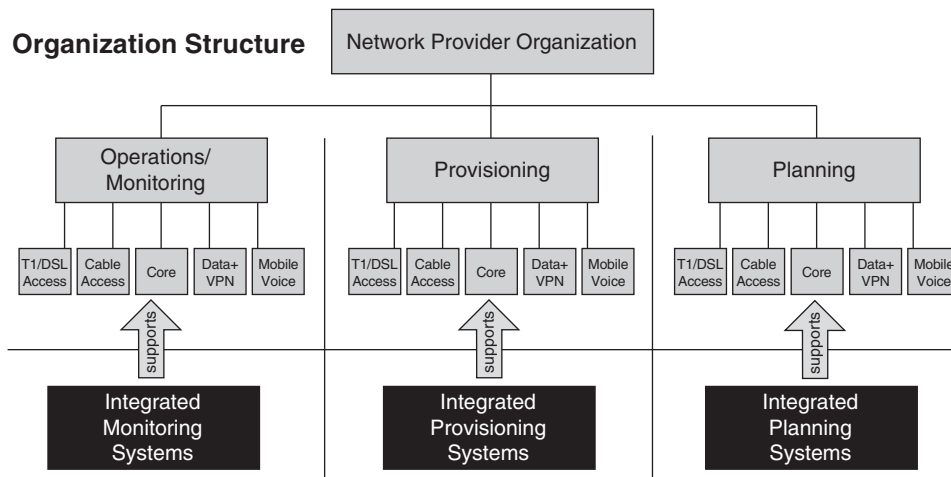 Organization Structure
Network Provider Organization
Operations/
Monitoring
Provisioning
Planning
T1/DSL
Access
Cable
Access
Core
Data+
VPN
Mobile
Voice
T1/DSL
Access
Cable
Access
Core
Data+
VPN
Mobile
Voice
T1/DSL
Access
Cable
Access
Core
Data+
VPN
Mobile
Voice
supports
supports
supports
Integrated
Monitoring
Systems
Integrated
Provisioning
Systems
Integrated
Planning
Systems